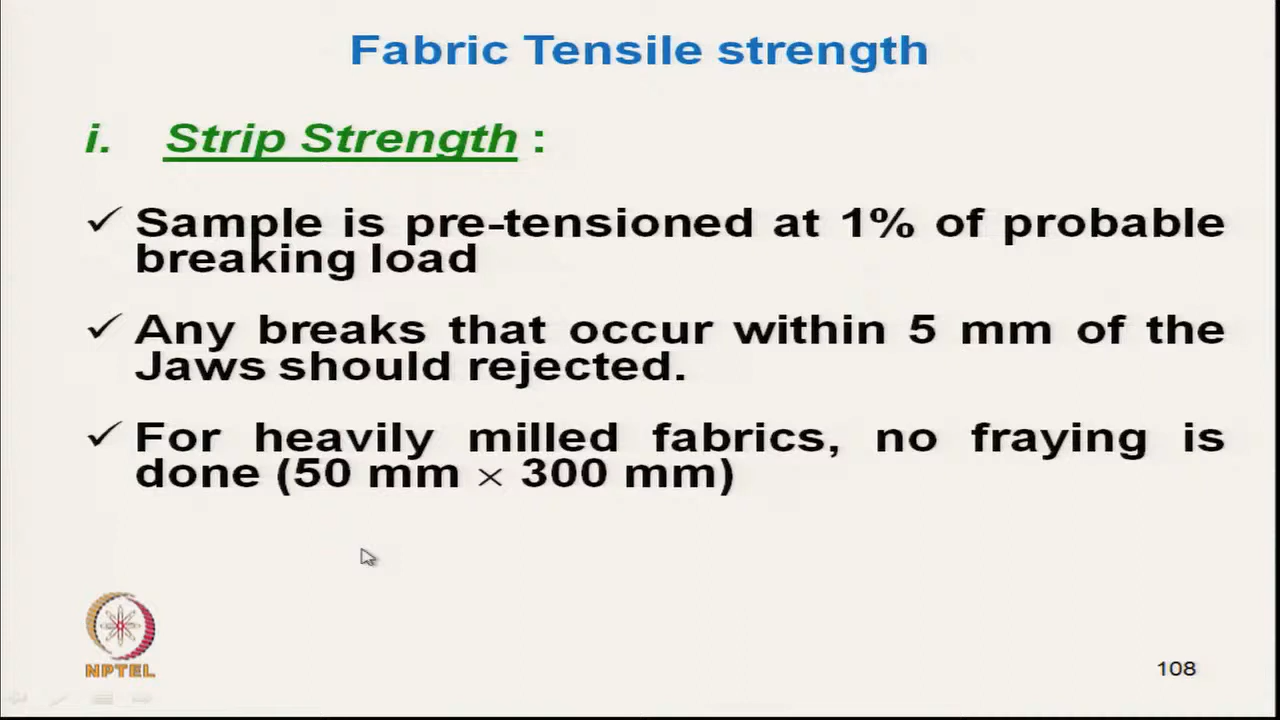 Fabric Tensile strength
i. Strip Strength :
✓ Sample is pre-tensioned at 1% of probable
breaking load
✓ Any breaks that occur within 5 mm of the
Jaws should rejected.
✓ For heavily milled fabrics, no fraying is
done (50 mm × 300 mm)
NPTEL
108